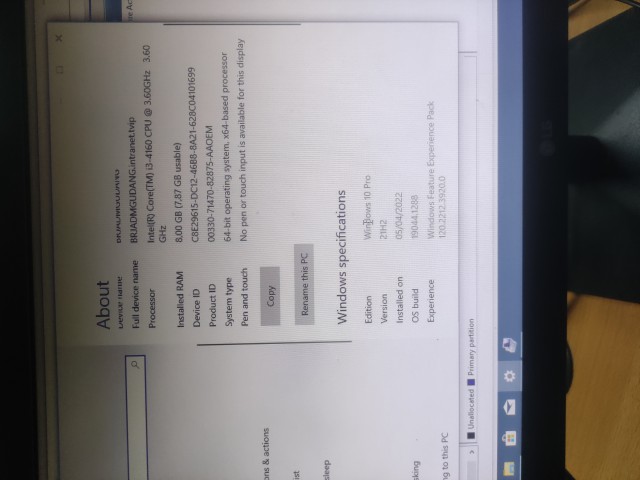 About
Device name
Full device name BRIADMGUDANG.intranet.tvip
Processor Intel(R) Core(TM) i3-4160 CPU @ 3.60GHz 3.60
GHz
Installed RAM 8,00 GB (7,87 GB usable)
Device ID C8E29615-DC12-46B8-8A21-628C04101699
Product ID 00330-71470-82875-AAOEM
System type 64-bit operating system, x64-based processor
Pen and touch No pen or touch input is available for this display
Copy
Rename this PC
Windows specifications
Edition Windows 10 Pro
Version 21H2
Installed on 05/04/2022
OS build 19044.1288
Experience Windows Feature Experience Pack
120.2212.3920.0
ons & actions
sleep
ng to this PC
Unallocated Primary partition
LG